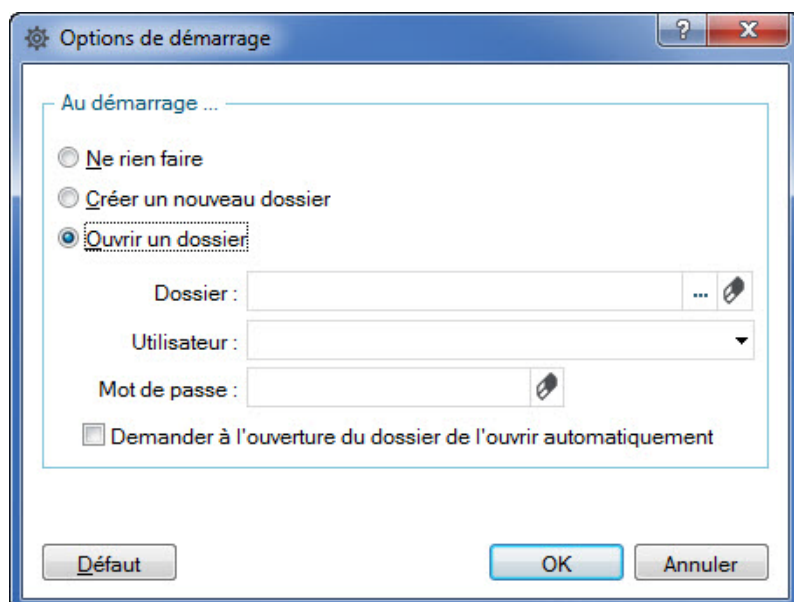 Options de démarrage
Au démarrage ...
Ne rien faire
Créer un nouveau dossier
Ouvrir un dossier
Dossier : ...
Utilisateur :
Mot de passe :
Demander à l'ouverture du dossier de l'ouvrir automatiquement
Défaut OK Annuler